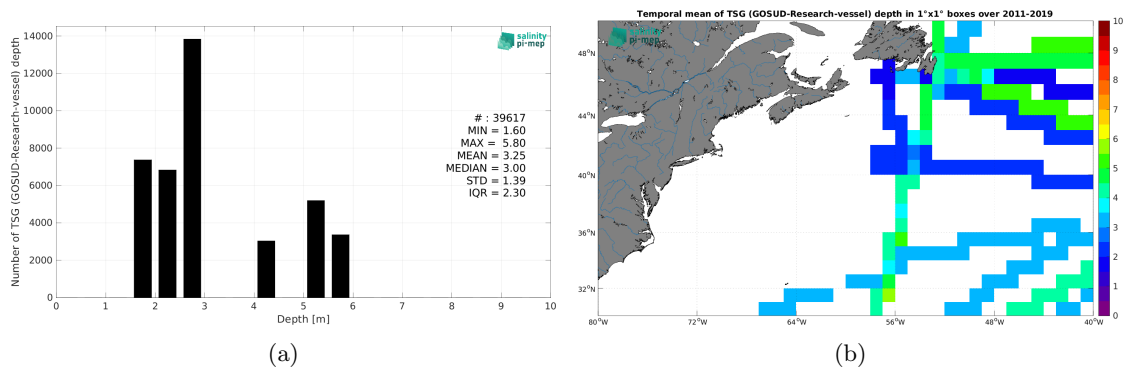 Number of TSG (GOSUD-Research-vessel) depth
14000
12000
10000
8000
6000
4000
2000
0
0 1 2 3 4 5 6 7 8 9 10
Depth [m]
salinity
pi-mep
# : 39617
MIN = 1.60
MAX = 5.80
MEAN = 3.25
MEDIAN = 3.00
STD = 1.39
IQR = 2.30
(a)
Temporal mean of TSG (GOSUD-Research-vessel) depth in 1°x1° boxes over 2011-2019
salinity
pi-mep
48°N
44°N
40°N
36°N
32°N
80°W 72°W 64°W 56°W 48°W 40°W
10
9
8
7
6
5
4
3
2
1
0
(b)